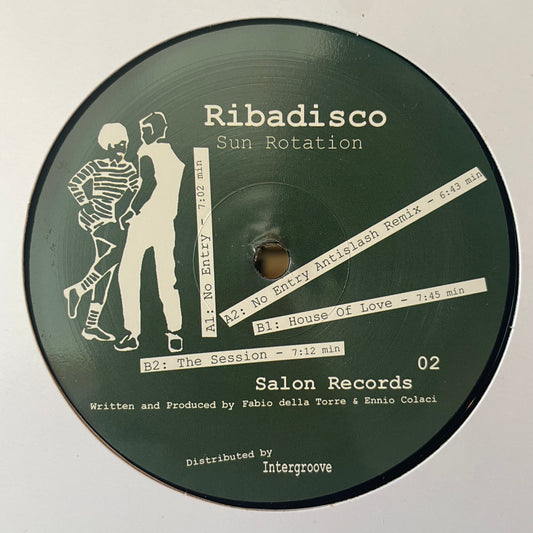 Ribadisco
Sun Rotation
A1: No Entry - 7:02 min
A2: No Entry Antislash Remix - 6:43 min
B1: House Of Love - 7:45 min
B2: The Session - 7:12 min
02
Salon Records
Written and Produced by Fabio della Torre & Ennio Colaci
Distributed by
Intergroove